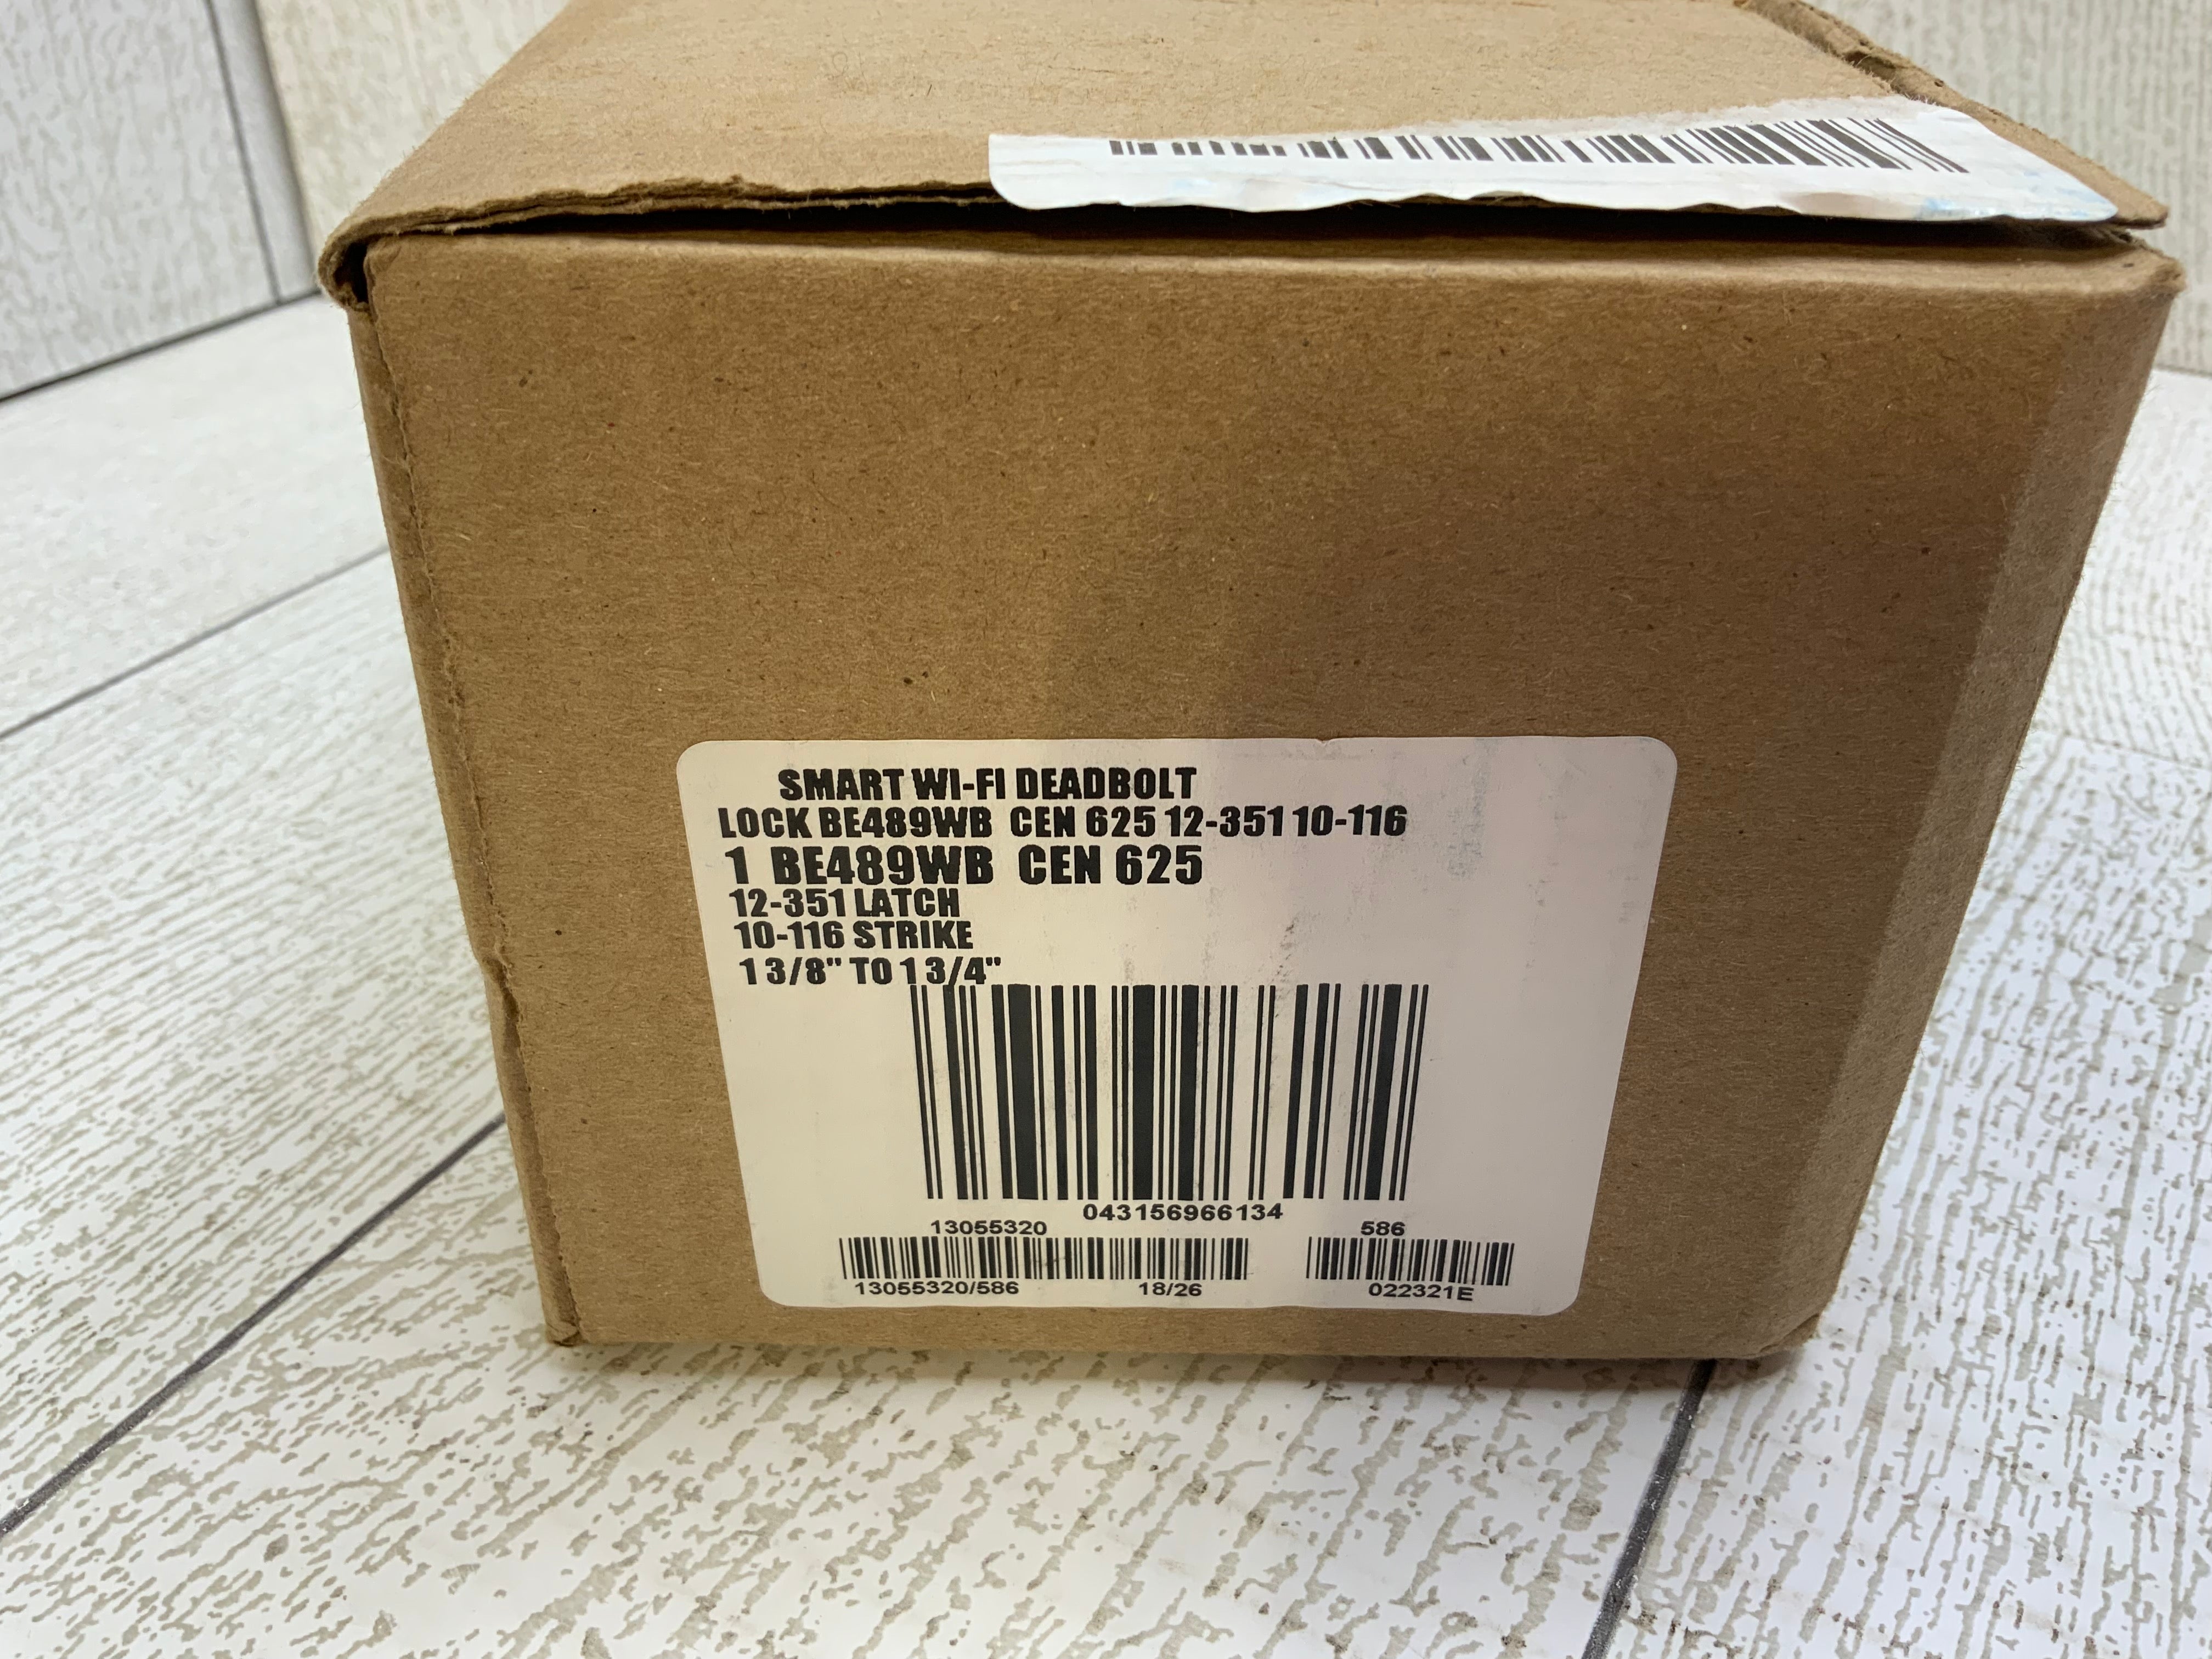 SMART WI-FI DEADBOLT
LOCK BE489WB CEN 625 12-351 10-116
1 BE489WB CEN 625
12-351 LATCH
10-116 STRIKE
1 3/8" TO 1 3/4"
043156966134
13055320 586
13055320/586 18/26 022321E